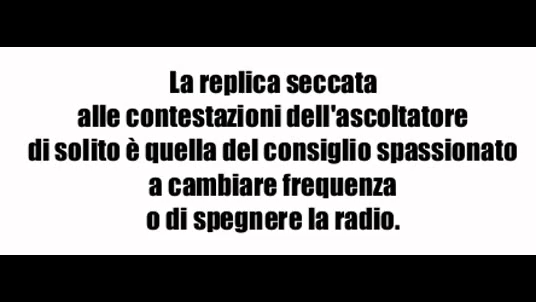 La replica seccata
alle contestazioni dell'ascoltatore
di solito è quella del consiglio spassionato
a cambiare frequenza
o di spegnere la radio.